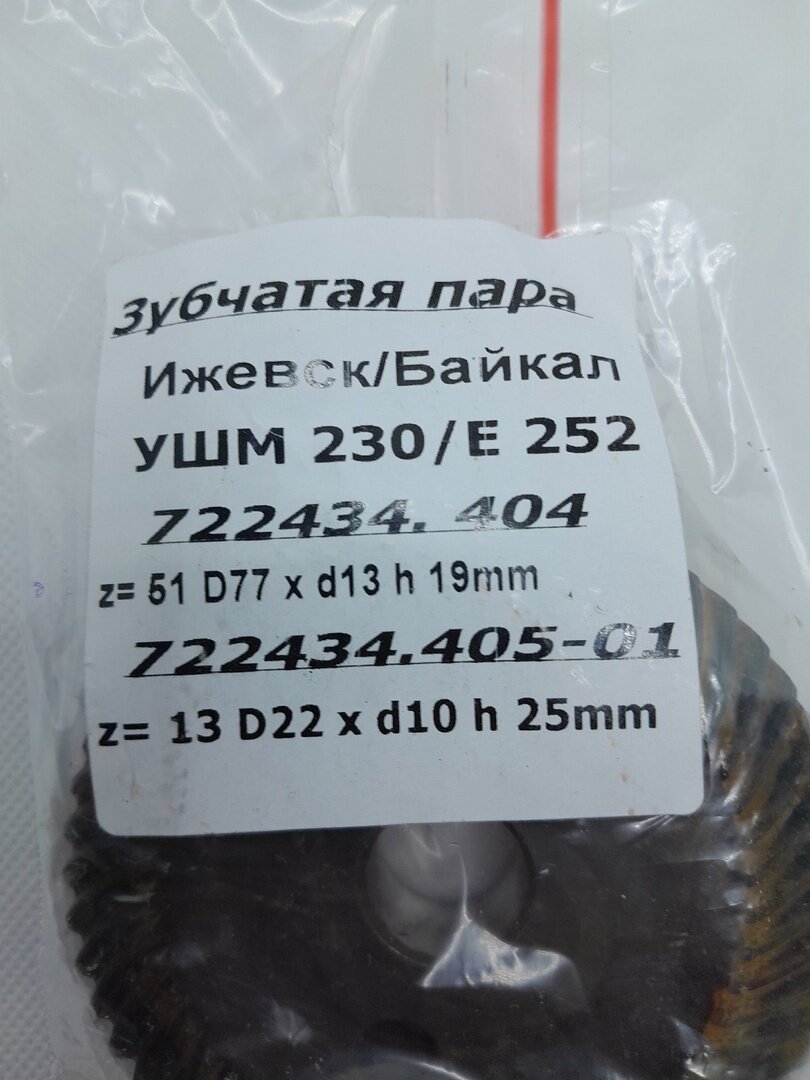 Зубчатая пара
Ижевск/Байкал
УШМ 230/Е 252
722434. 404
z= 51 D77 x d13 h 19mm
722434.405-01
z= 13 D22 x d10 h 25mm